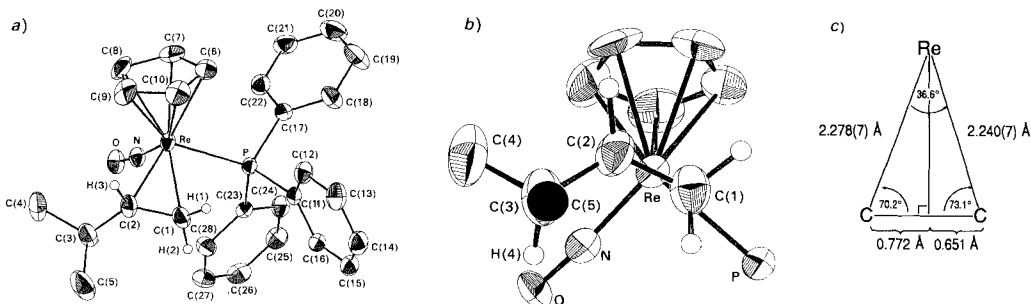 a)
C(20)
C(21)
C(19)
C(7)
C(8)
C(6)
C(10)
C(22)
C(18)
C(9)
C(17)
Re
N
O
P
C(12)
H(3)
C(13)
H(1)
C(23)
C(24)
C(11)
C(4)
C(2)
C(1)
C(28)
C(3)
H(2)
C(14)
C(25)
C(16)
C(5)
C(15)
C(27)
C(26)
b)
C(4)
C(2)
C(3)
C(5)
Re
C(1)
H(4)
N
P
O
c)
Re
36.6°
2.278(7) Å
2.240(7) Å
70.2°
73.1°
C
C
0.772 Å
0.651 Å